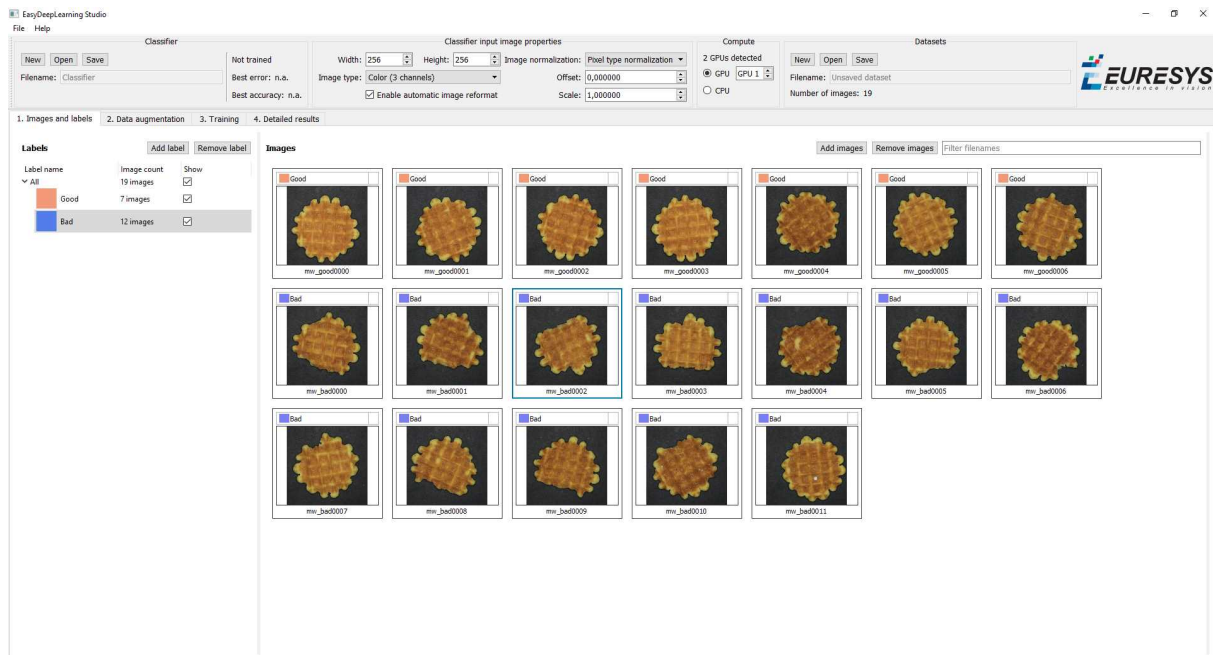 EasyDeepLearning Studio
File Help
Classifier
New Open Save
Filename: Classifier
Not trained
Best error: n.a.
Best accuracy: n.a.
Classifier input image properties
Width: 256 Height: 256 Image normalization: Pixel type normalization
Image type: Color (3 channels) Offset: 0,000000
Enable automatic image reformat Scale: 1,000000
Compute
2 GPUs detected
GPU GPU 1
CPU
Datasets
New Open Save
Filename: Unsaved dataset
Number of images: 19
EURESYS
Excellence in vision
1. Images and labels 2. Data augmentation 3. Training 4. Detailed results
Labels Add label Remove label
Label name Image count Show
All 19 images
Good 7 images
Bad 12 images
Images Add images Remove images Filter filenames
Good Good Good Good Good Good Good
mw_good0000 mw_good0001 mw_good0002 mw_good0003 mw_good0004 mw_good0005 mw_good0006
Bad Bad Bad Bad Bad Bad Bad
mw_bad0000 mw_bad0001 mw_bad0002 mw_bad0003 mw_bad0004 mw_bad0005 mw_bad0006
Bad Bad Bad Bad Bad
mw_bad0007 mw_bad0008 mw_bad0009 mw_bad0010 mw_bad0011